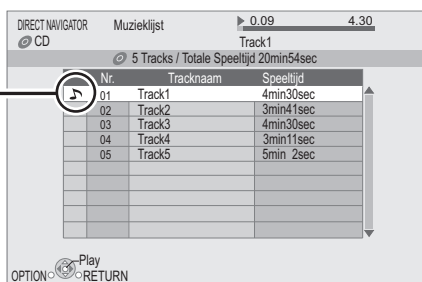 DIRECT NAVIGATOR Muzieklijst 0.09 4.30
CD Track1
5 Tracks / Totale Speeltijd 20min54sec
Nr. Tracknaam Speeltijd
01 Track1 4min30sec
02 Track2 3min41sec
03 Track3 4min30sec
04 Track4 3min11sec
05 Track5 5min 2sec
Play
OPTION RETURN